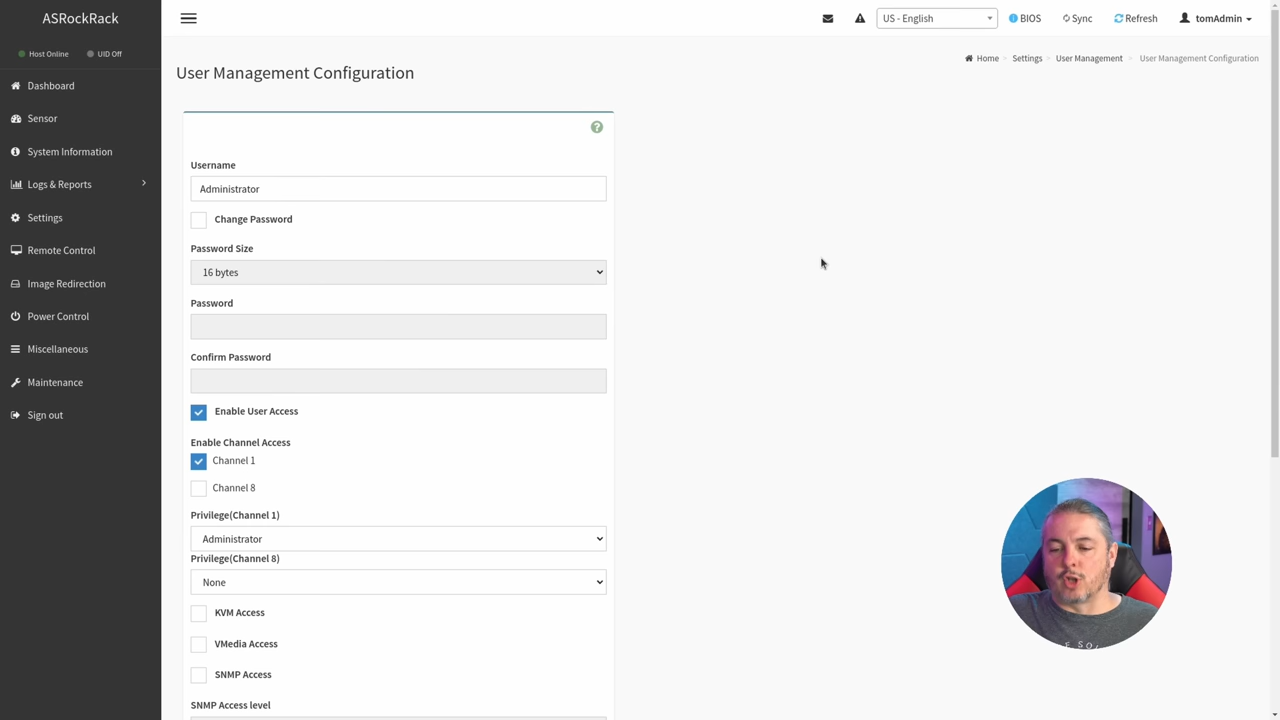 ASRockRack
US - English
BIOS
Sync
Refresh
tomAdmin
Host Online
UID Off
Dashboard
Sensor
System Information
Logs & Reports
Settings
Remote Control
Image Redirection
Power Control
Miscellaneous
Maintenance
Sign out
User Management Configuration
Home
Settings
User Management
User Management Configuration
Username
Administrator
Change Password
Password Size
16 bytes
Password
Confirm Password
Enable User Access
Enable Channel Access
Channel 1
Channel 8
Privilege(Channel 1)
Administrator
Privilege(Channel 8)
None
KVM Access
VMedia Access
SNMP Access
SNMP Access level